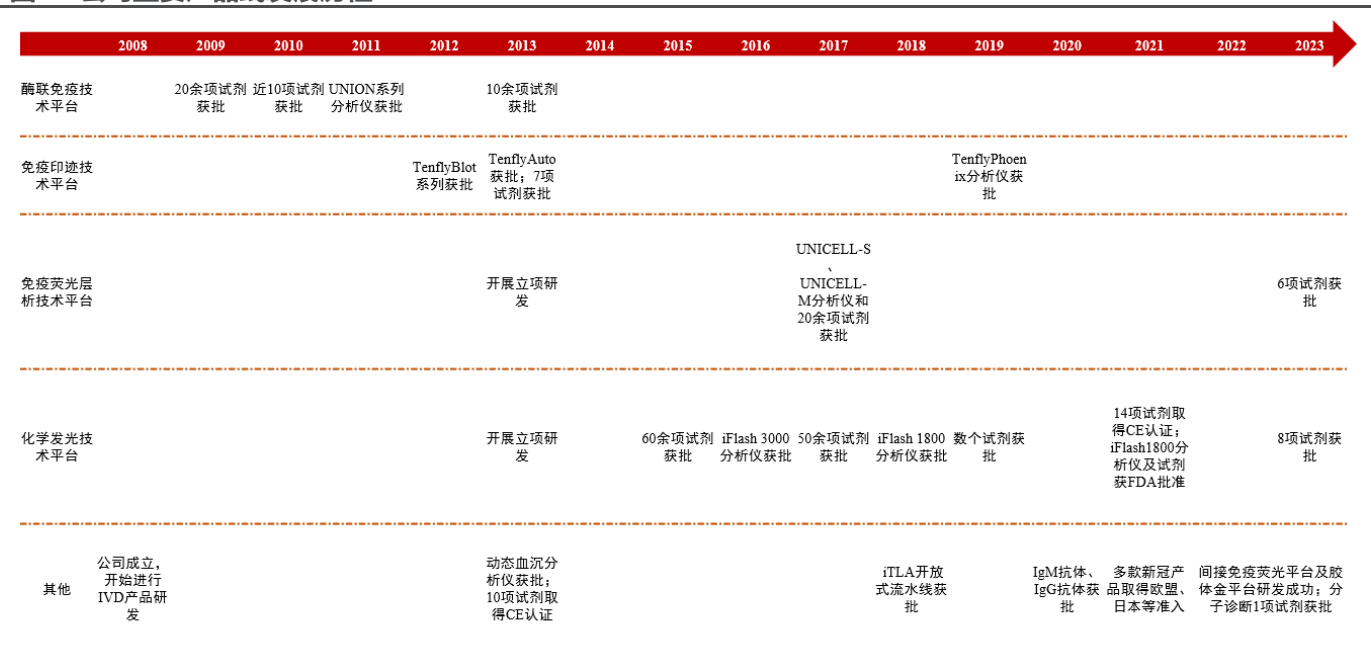 2008 2009 2010 2011 2012 2013 2014 2015 2016 2017 2018 2019 2020 2021 2022 2023
酶联免疫技
术平台
20余项试剂
获批
近10项试剂
获批
UNION系列
分析仪获批
10余项试剂
获批
免疫印迹技
术平台
TenflyBlot
系列获批
TenflyAuto
获批；7项
试剂获批
TenflyPhoen
ix分析仪获
批
免疫荧光层
析技术平台
开展立项研
发
UNICELL-S
、
UNICELL-
M分析仪和
20余项试剂
获批
6项试剂获
批
化学发光技
术平台
开展立项研
发
60余项试剂
获批
iFlash 3000
分析仪获批
50余项试剂
获批
iFlash 1800
分析仪获批
数个试剂获
批
14项试剂取
得CE认证；
iFlash1800分
析仪及试剂
获FDA批准
8项试剂获
批
其他
公司成立，
开始进行
IVD产品研
发
动态血沉分
析仪获批；
10项试剂取
得CE认证
iTLA开放
式流水线获
批
IgM抗体、
IgG抗体获
批
多款新冠产
品取得欧盟、
日本等准入
间接免疫荧光平台及胶
体金平台研发成功；分
子诊断1项试剂获批